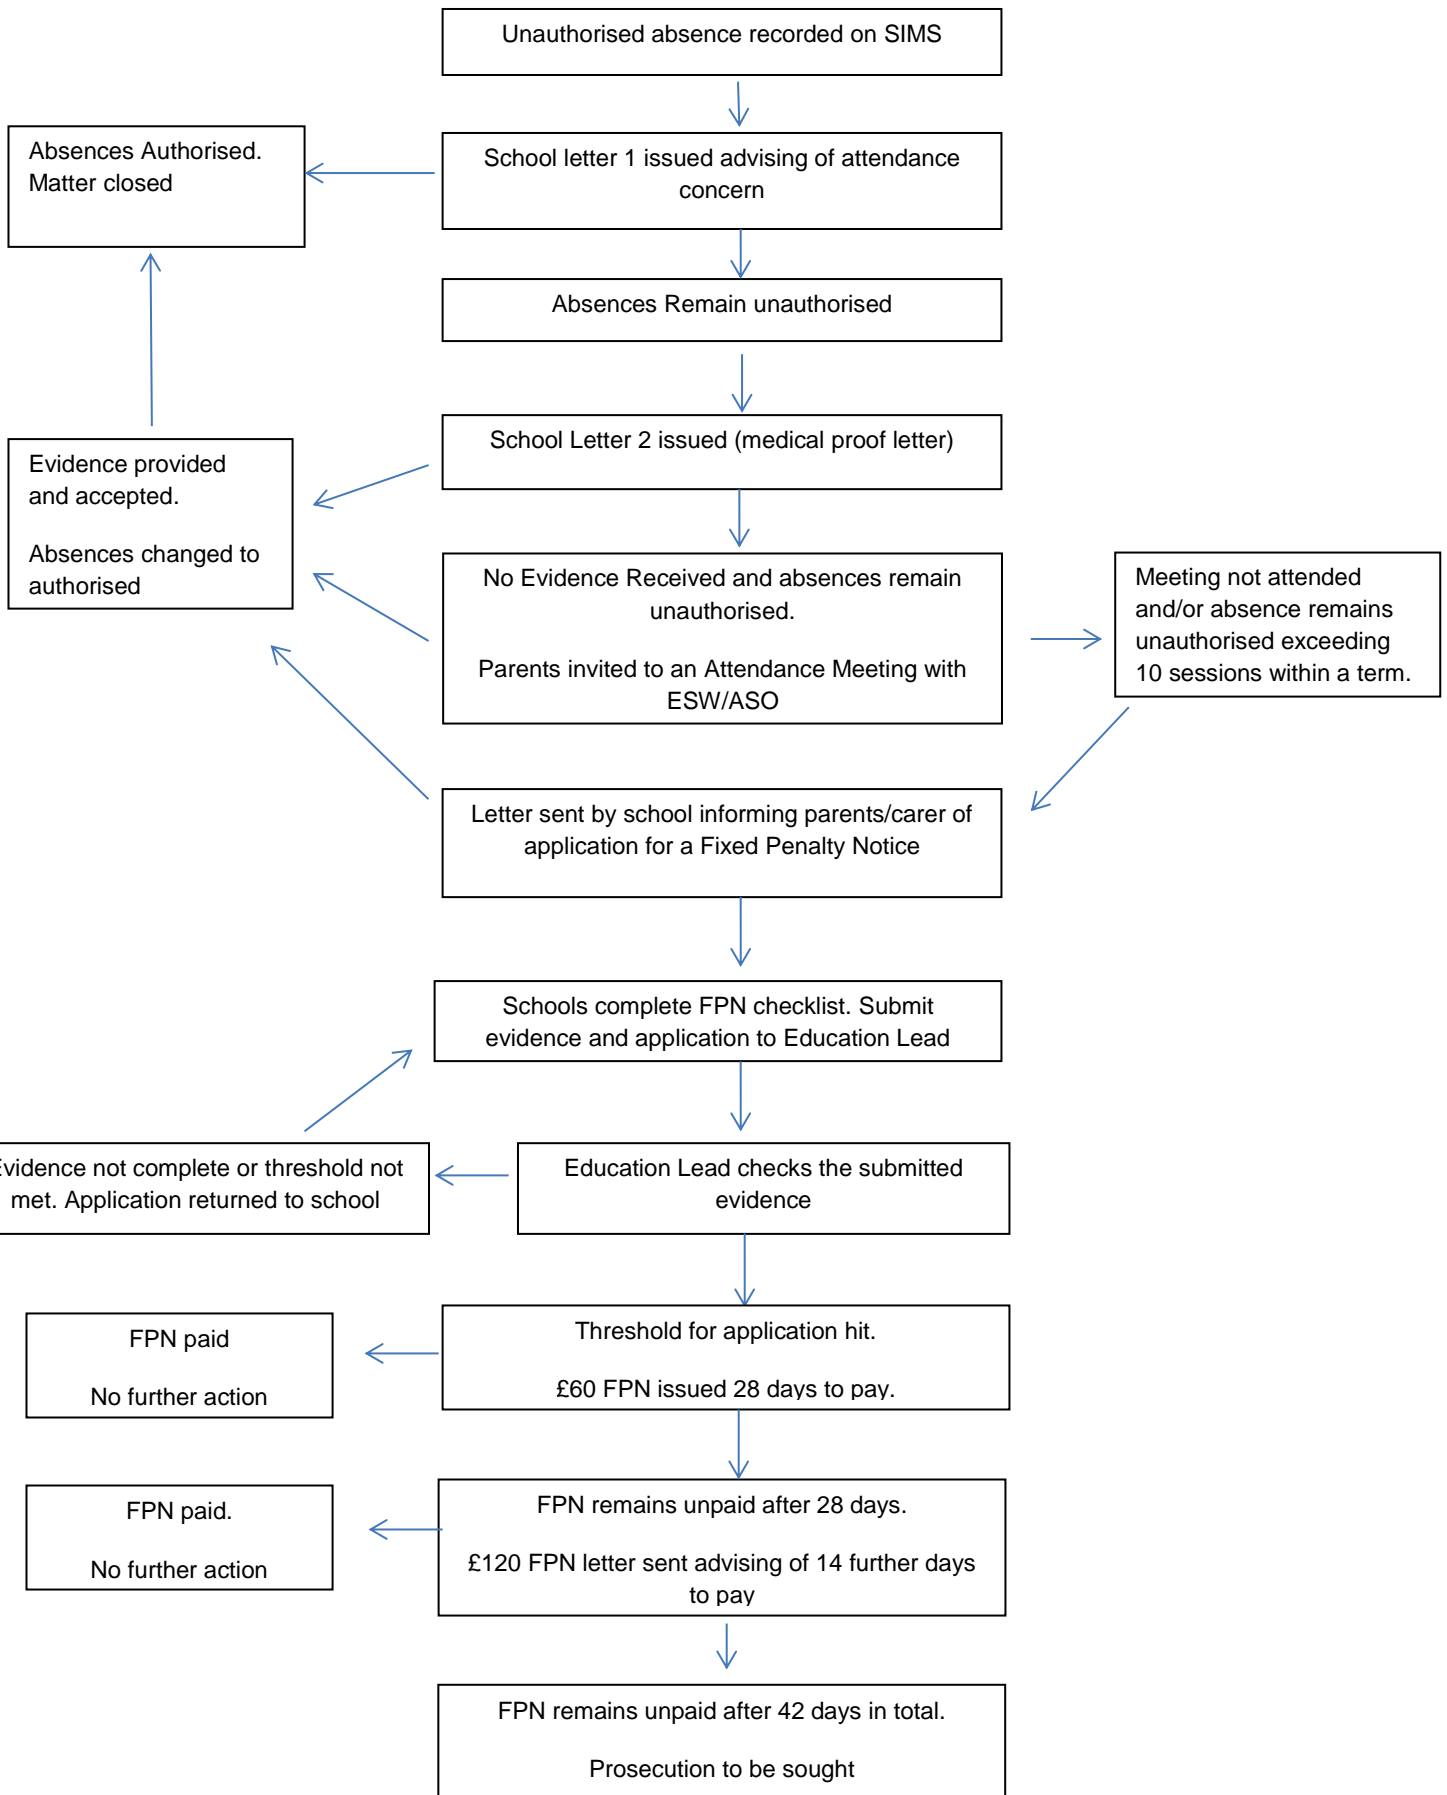 Unauthorised absence recorded on SIMS
Absences Authorised.
Matter closed
School letter 1 issued advising of attendance
concern
Absences Remain unauthorised
School Letter 2 issued (medical proof letter)
Evidence provided
and accepted.
Absences changed to
authorised
No Evidence Received and absences remain
unauthorised.
Parents invited to an Attendance Meeting with
ESW/ASO
Meeting not attended
and/or absence remains
unauthorised exceeding
10 sessions within a term.
Letter sent by school informing parents/carer of
application for a Fixed Penalty Notice
Schools complete FPN checklist. Submit
evidence and application to Education Lead
Evidence not complete or threshold not
met. Application returned to school
Education Lead checks the submitted
evidence
FPN paid
No further action
Threshold for application hit.
£60 FPN issued 28 days to pay.
FPN paid.
No further action
FPN remains unpaid after 28 days.
£120 FPN letter sent advising of 14 further days
to pay
FPN remains unpaid after 42 days in total.
Prosecution to be sought